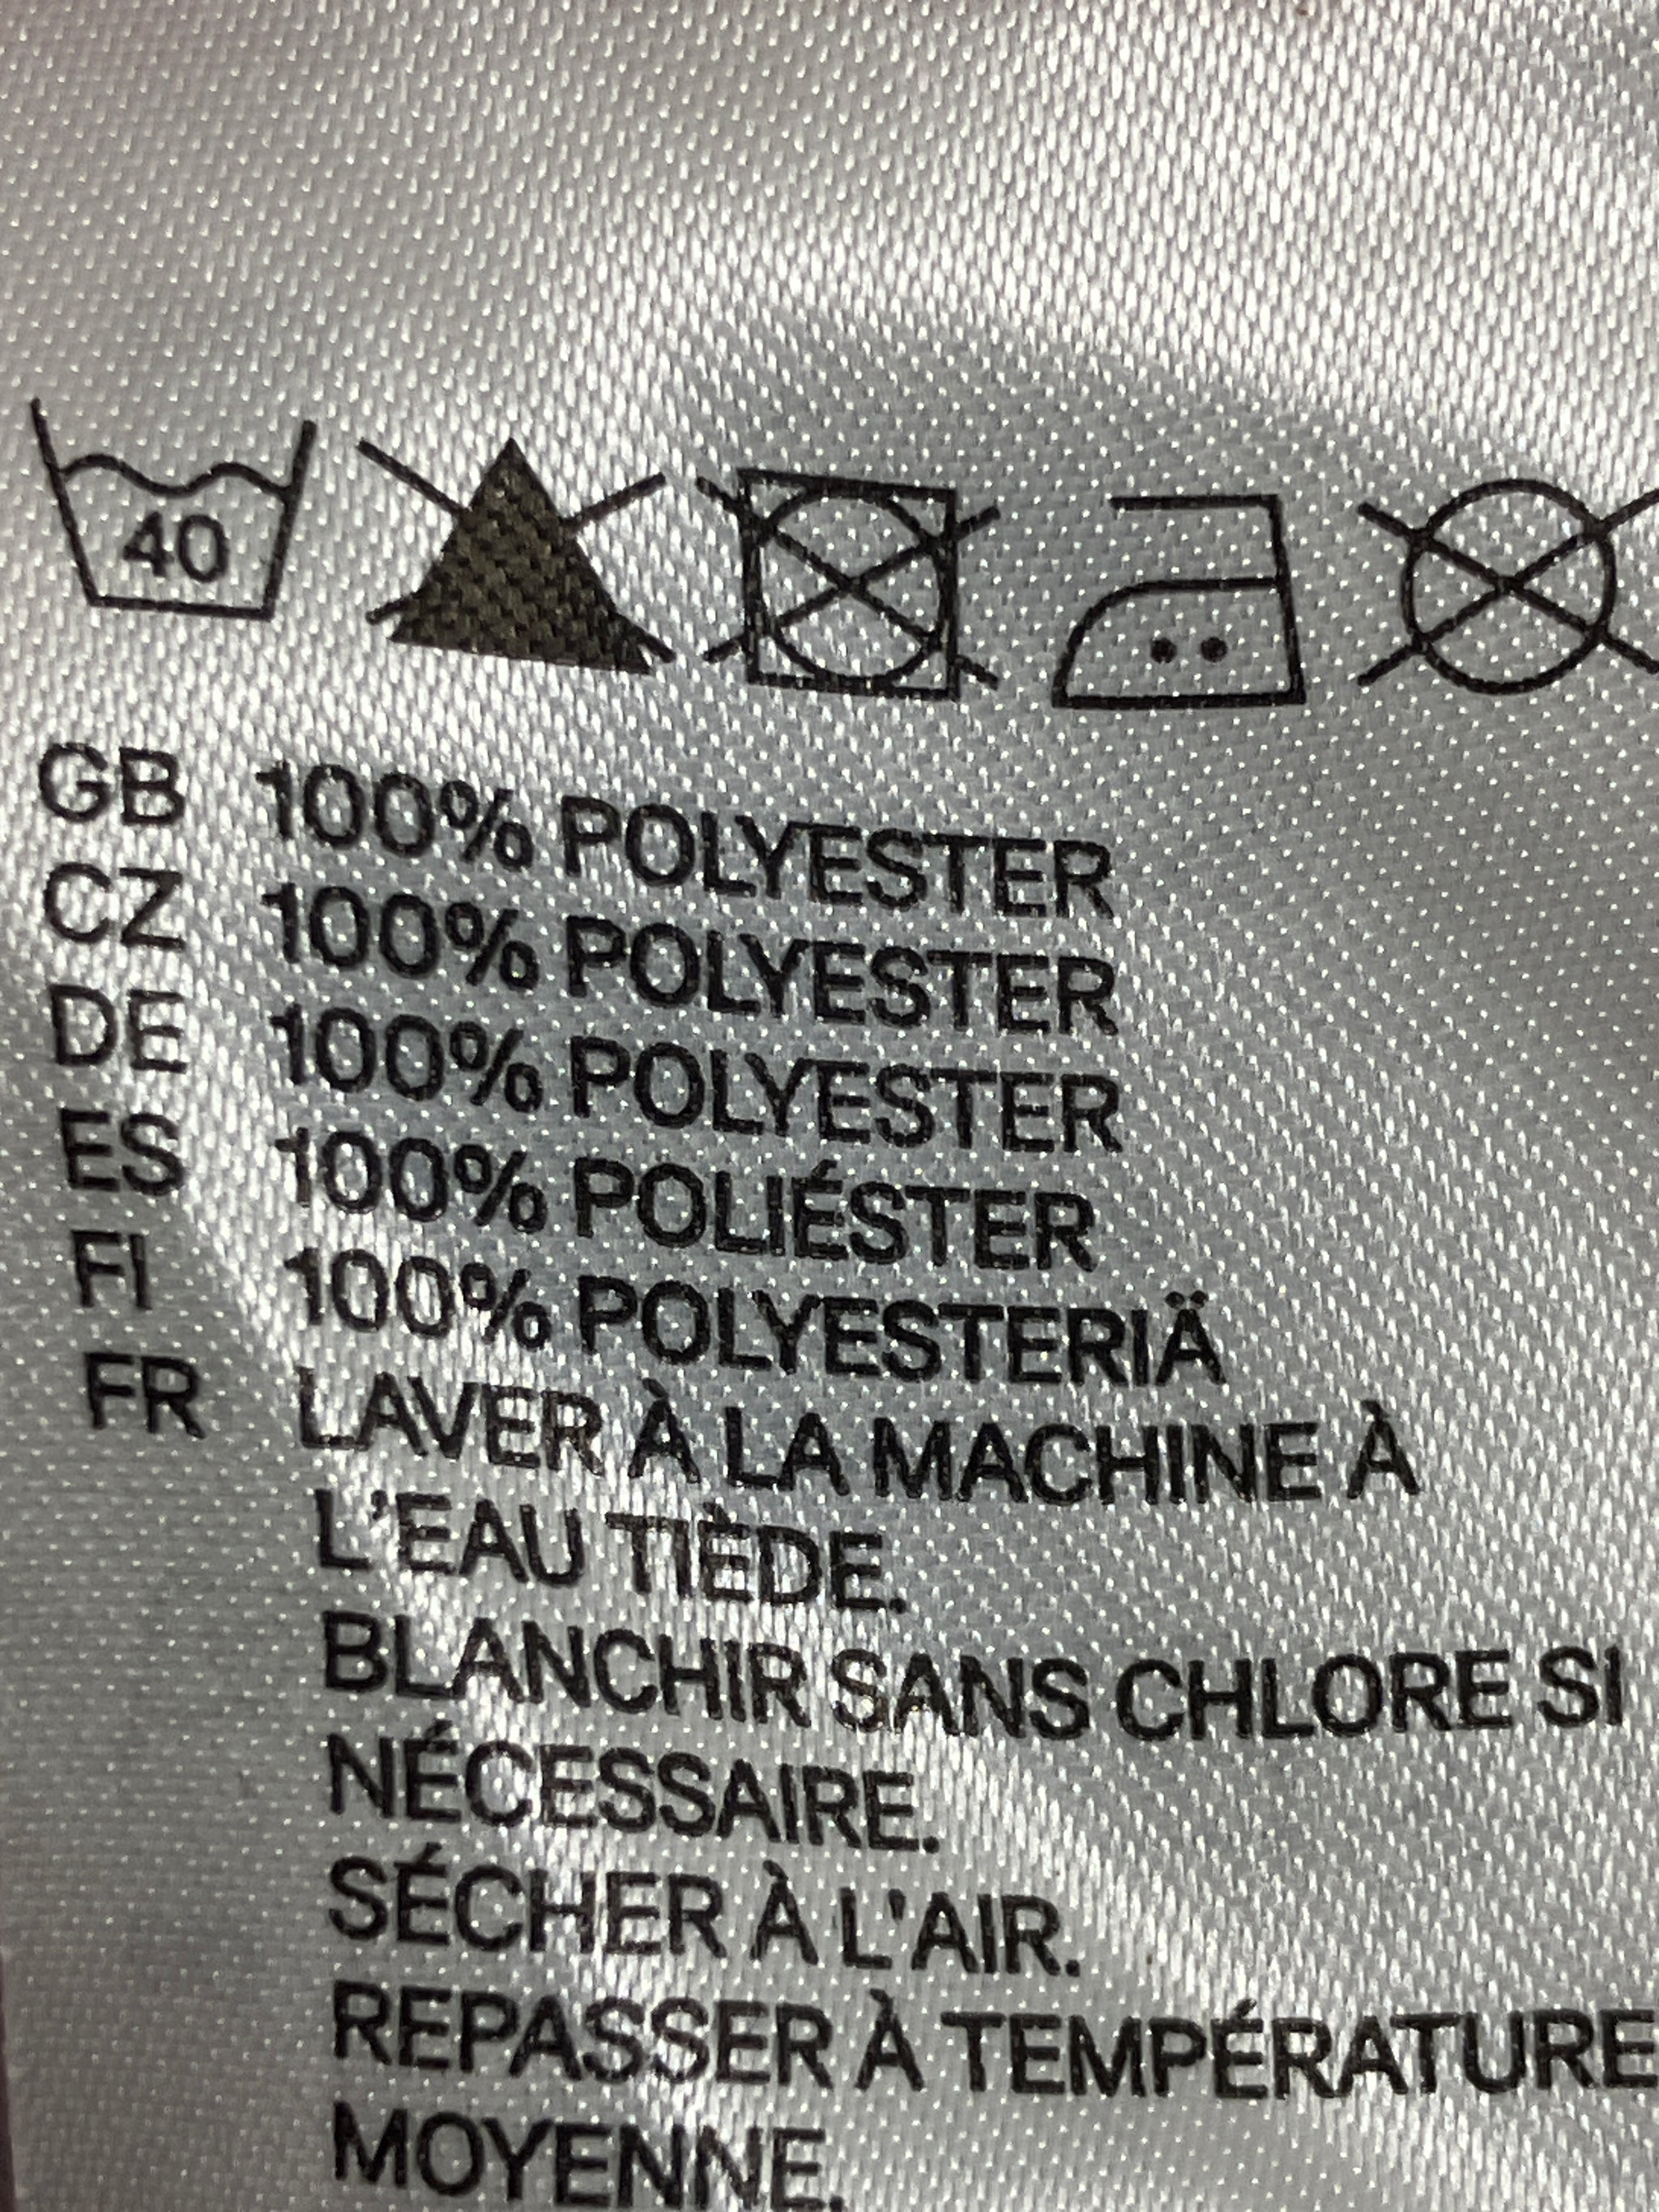 40
GB 100% POLYESTER
CZ 100% POLYESTER
DE 100% POLYESTER
ES 100% POLIÉSTER
FI 100% POLYESTERIÄ
FR LAVER À LA MACHINE À
L'EAU TIÈDE.
BLANCHIR SANS CHLORE SI
NÉCESSAIRE.
SÉCHER À L'AIR.
REPASSER À TEMPÉRATURE
MOYENNE.